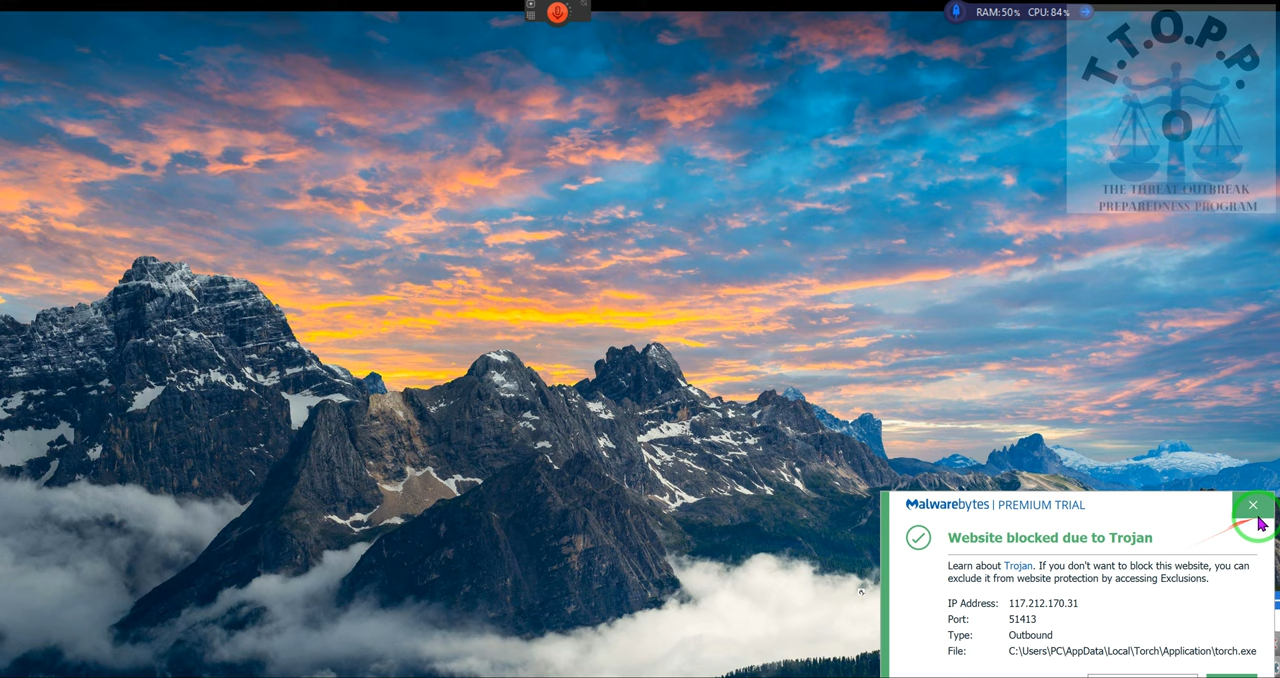 RAM:50% CPU: 84%
T.T.O.P.P.
O
THE THREAT OUTBREAK
PREPAREDNESS PROGRAM
Malwarebytes | PREMIUM TRIAL
Website blocked due to Trojan
Learn about Trojan. If you don't want to block this website, you can
exclude it from website protection by accessing Exclusions.
IP Address: 117.212.170.31
Port: 51413
Type: Outbound
File: C:\Users\PC\AppData\Local\Torch\Application\torch.exe